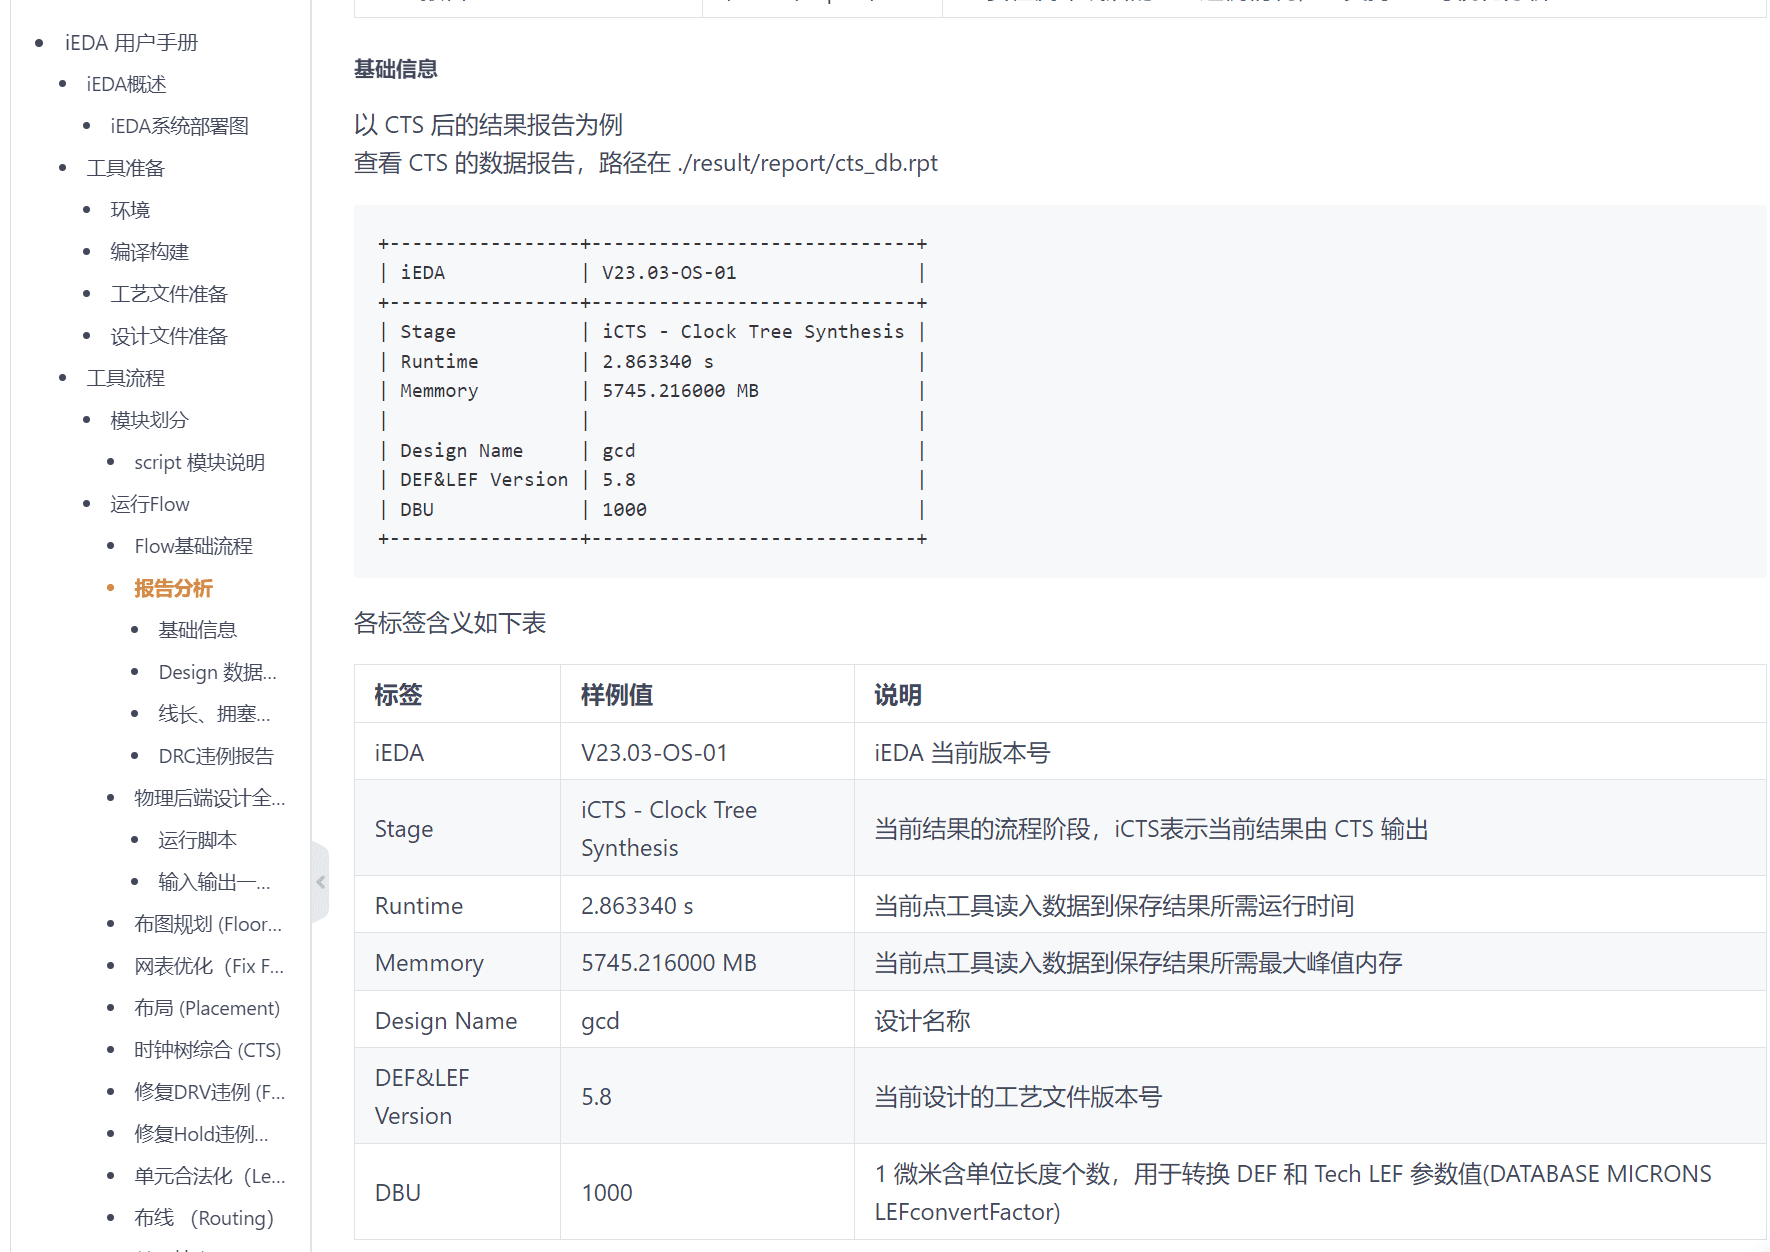 iEDA 用户手册
iEDA概述
iEDA系统部署图
工具准备
环境
编译构建
工艺文件准备
设计文件准备
工具流程
模块划分
script 模块说明
运行Flow
Flow基础流程
报告分析
基础信息
Design 数据...
线长、拥塞...
DRC违例报告
物理后端设计全...
运行脚本
输入输出一...
布图规划 (Floor...
网表优化（Fix F...
布局 (Placement)
时钟树综合 (CTS)
修复DRV违例 (F...
修复Hold违例...
单元合法化（Le...
布线 （Routing）
基础信息
以 CTS 后的结果报告为例
查看 CTS 的数据报告，路径在 ./result/report/cts_db.rpt
+-----------------+-----------------------------+
| iEDA            | V23.03-OS-01                |
+-----------------+-----------------------------+
| Stage           | iCTS - Clock Tree Synthesis |
| Runtime         | 2.863340 s                  |
| Memmory         | 5745.216000 MB              |
|                 |                             |
| Design Name     | gcd                         |
| DEF&LEF Version | 5.8                         |
| DBU             | 1000                        |
+-----------------+-----------------------------+
各标签含义如下表
标签 样例值 说明
iEDA V23.03-OS-01 iEDA 当前版本号
Stage iCTS - Clock Tree Synthesis 当前结果的流程阶段，iCTS表示当前结果由 CTS 输出
Runtime 2.863340 s 当前点工具读入数据到保存结果所需运行时间
Memmory 5745.216000 MB 当前点工具读入数据到保存结果所需最大峰值内存
Design Name gcd 设计名称
DEF&LEF Version 5.8 当前设计的工艺文件版本号
DBU 1000 1 微米含单位长度个数，用于转换 DEF 和 Tech LEF 参数值(DATABASE MICRONS
LEFconvertFactor)